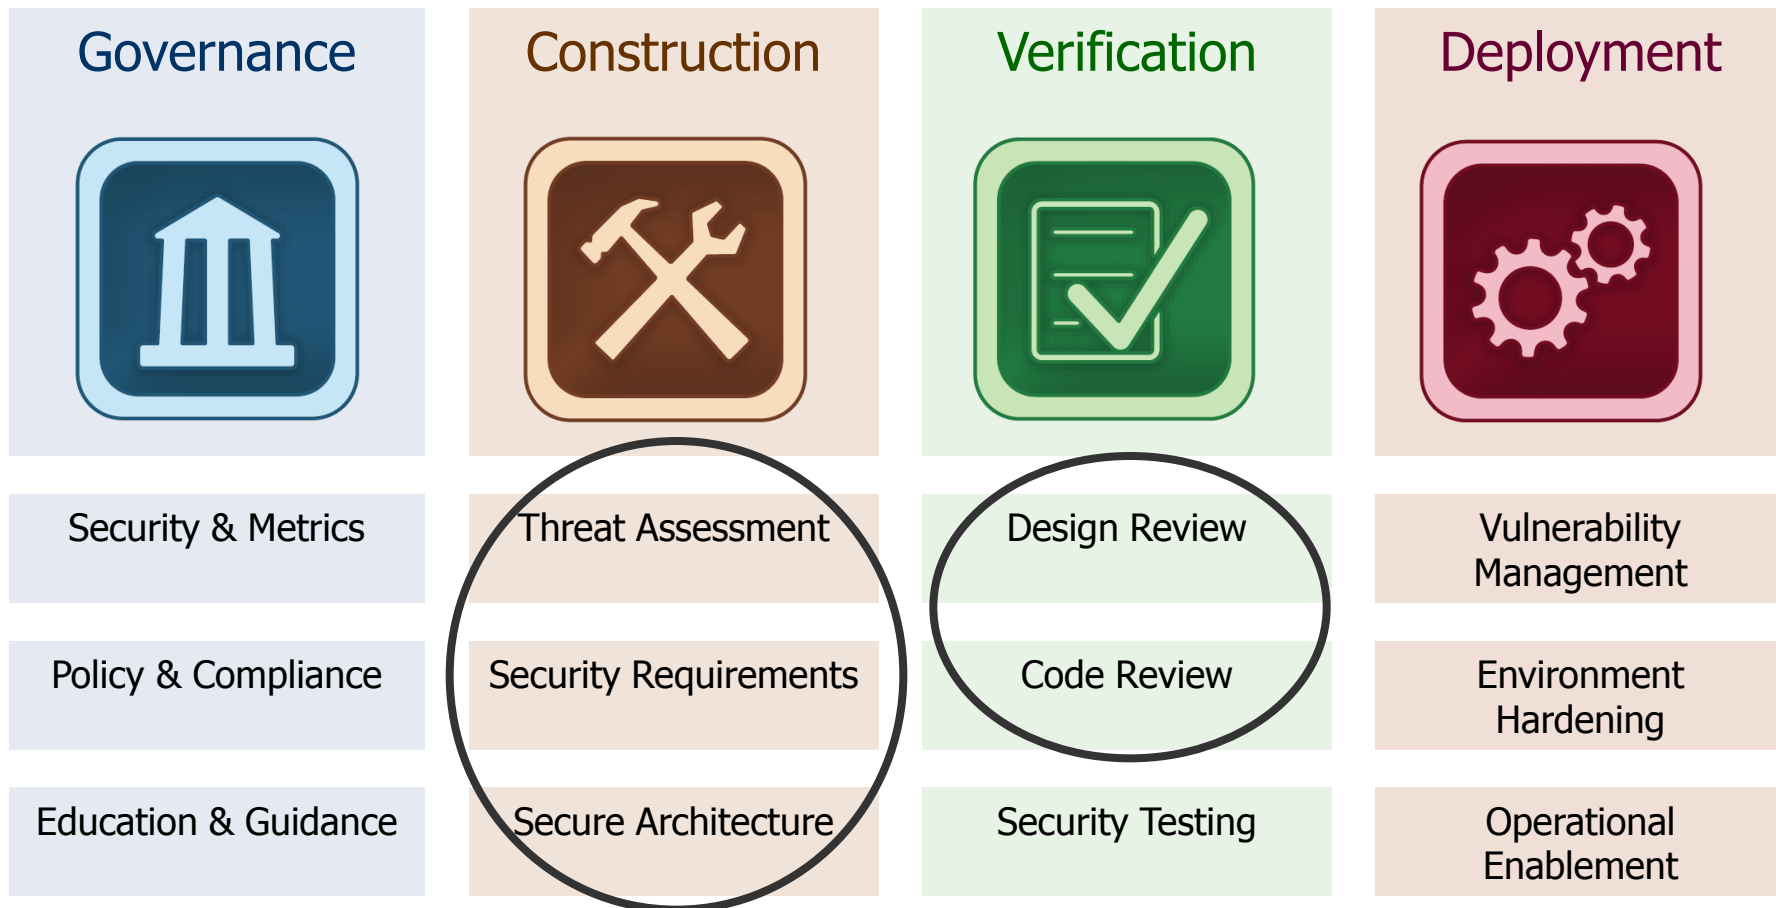 Governance
Construction
Verification
Deployment
Security & Metrics
Threat Assessment
Design Review
Vulnerability
Management
Policy & Compliance
Security Requirements
Code Review
Environment
Hardening
Education & Guidance
Secure Architecture
Security Testing
Operational
Enablement